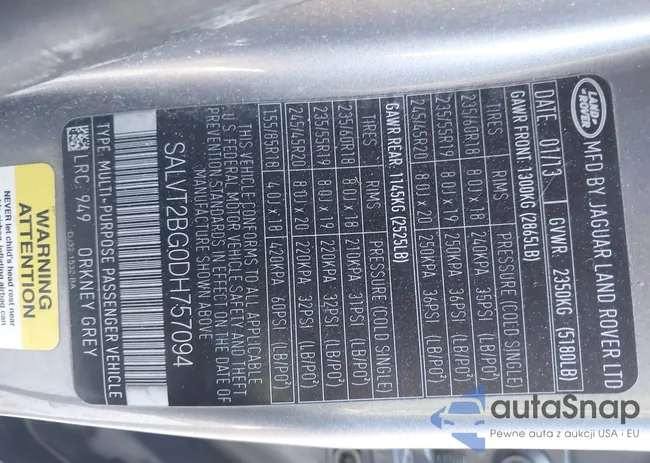 LAND
ROVER
MFD BY JAGUAR LAND ROVER LTD
DATE: 01/13 GVWR: 2350KG (5180LB)
GAWR FRONT: 1300KG (2865LB)
TIRES RIMS PRESSURE (COLD SINGLE)
235/60R18 8.0J x 18 240KPA 35PSI (LB/PO²)
235/55R19 8.0J x 19 250KPA 36PSI (LB/PO²)
245/45R20 8.0J x 20 250KPA 36PSI (LB/PO²)
GAWR REAR: 1145KG (2525LB)
TIRES RIMS PRESSURE (COLD SINGLE)
235/60R18 8.0J x 18 210KPA 31PSI (LB/PO²)
235/55R19 8.0J x 19 220KPA 32PSI (LB/PO²)
245/45R20 8.0J x 20 220KPA 32PSI (LB/PO²)
T155/85R18 4.0J x 18 420KPA 60PSI (LB/PO²)
THIS VEHICLE CONFORMS TO ALL APPLICABLE
U S FEDERAL MOTOR VEHICLE SAFETY AND THEFT
PREVENTION STANDARDS IN EFFECT ON THE DATE OF
MANUFACTURE SHOWN ABOVE
SALVT2BG0DH757094
TYPE: MULTI-PURPOSE PASSENGER VEHICLE
LRC: 949 ORKNEY GREY
WARNING
ATTENTION
NEVER let child's head rest near
autaSnap
Pewne auta z aukcji USA i EU